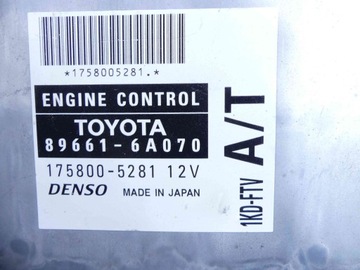 *1758005281.*
ENGINE CONTROL
TOYOTA
89661-6A070
175800-5281 12V
DENSO MADE IN JAPAN
1KD-FTV A/T